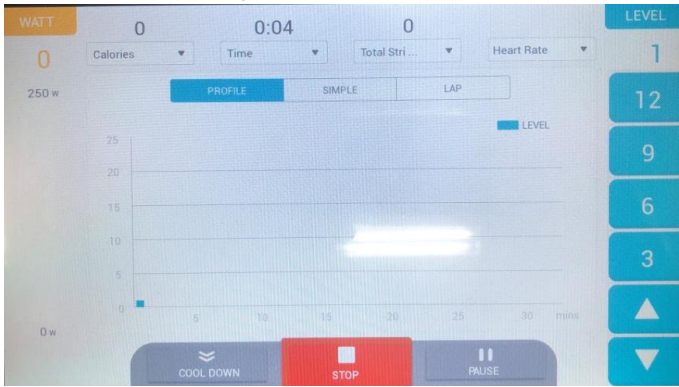 WATT
0
0:04
0
LEVEL
0
Calories
Time
Total Stri ...
Heart Rate
1
250 w
PROFILE
SIMPLE
LAP
12
LEVEL
25
20
15
10
5
0
9
6
3
5
10
15
20
25
30
mins
0 w
COOL DOWN
STOP
PAUSE